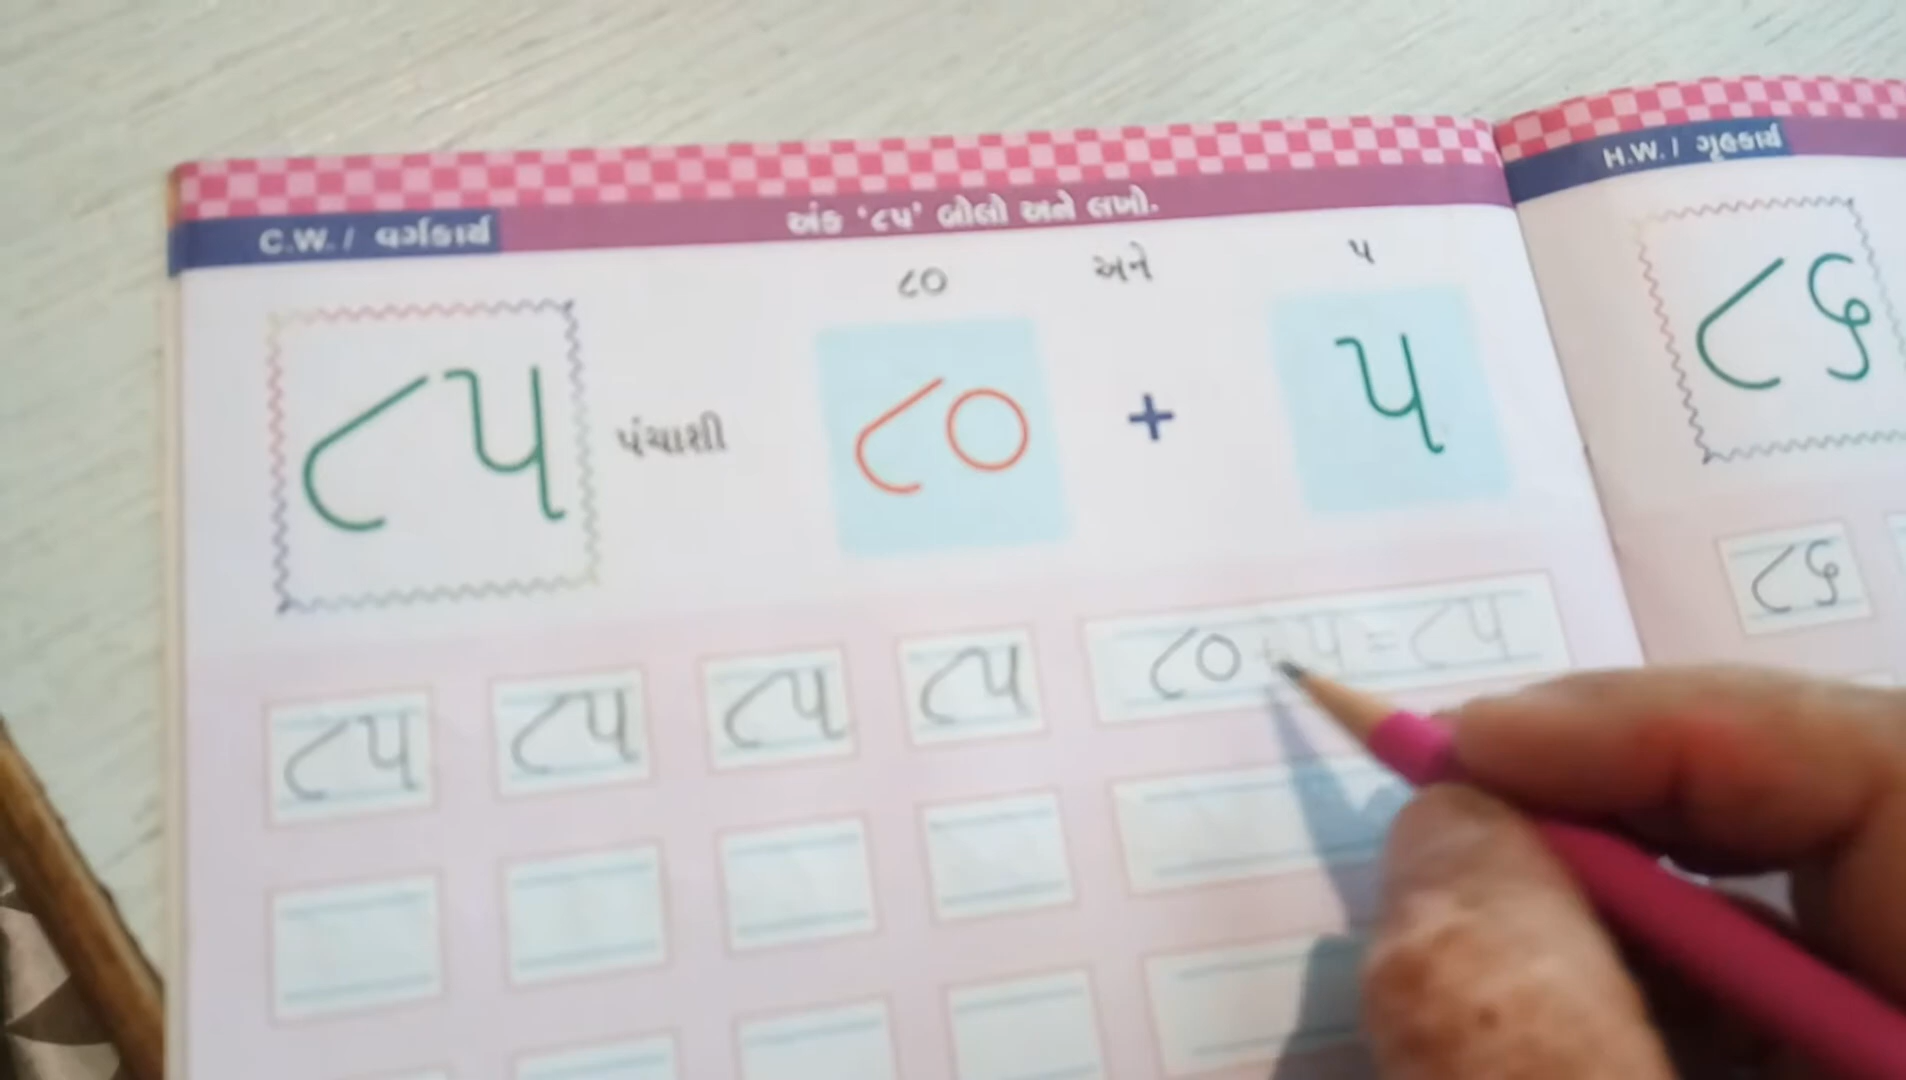 C.W. / વર્ગકાર્ય
અંક ‘૮૫’ બોલો અને લખો.
૮૦ અને ૫
૮૫ પંચાશી ૮૦ + ૫
૮૫ ૮૫ ૮૫ ૮૫ ૮૦+૫=૮૫
H.W. / ગૃહકાર્ય
૮૬
૮૬